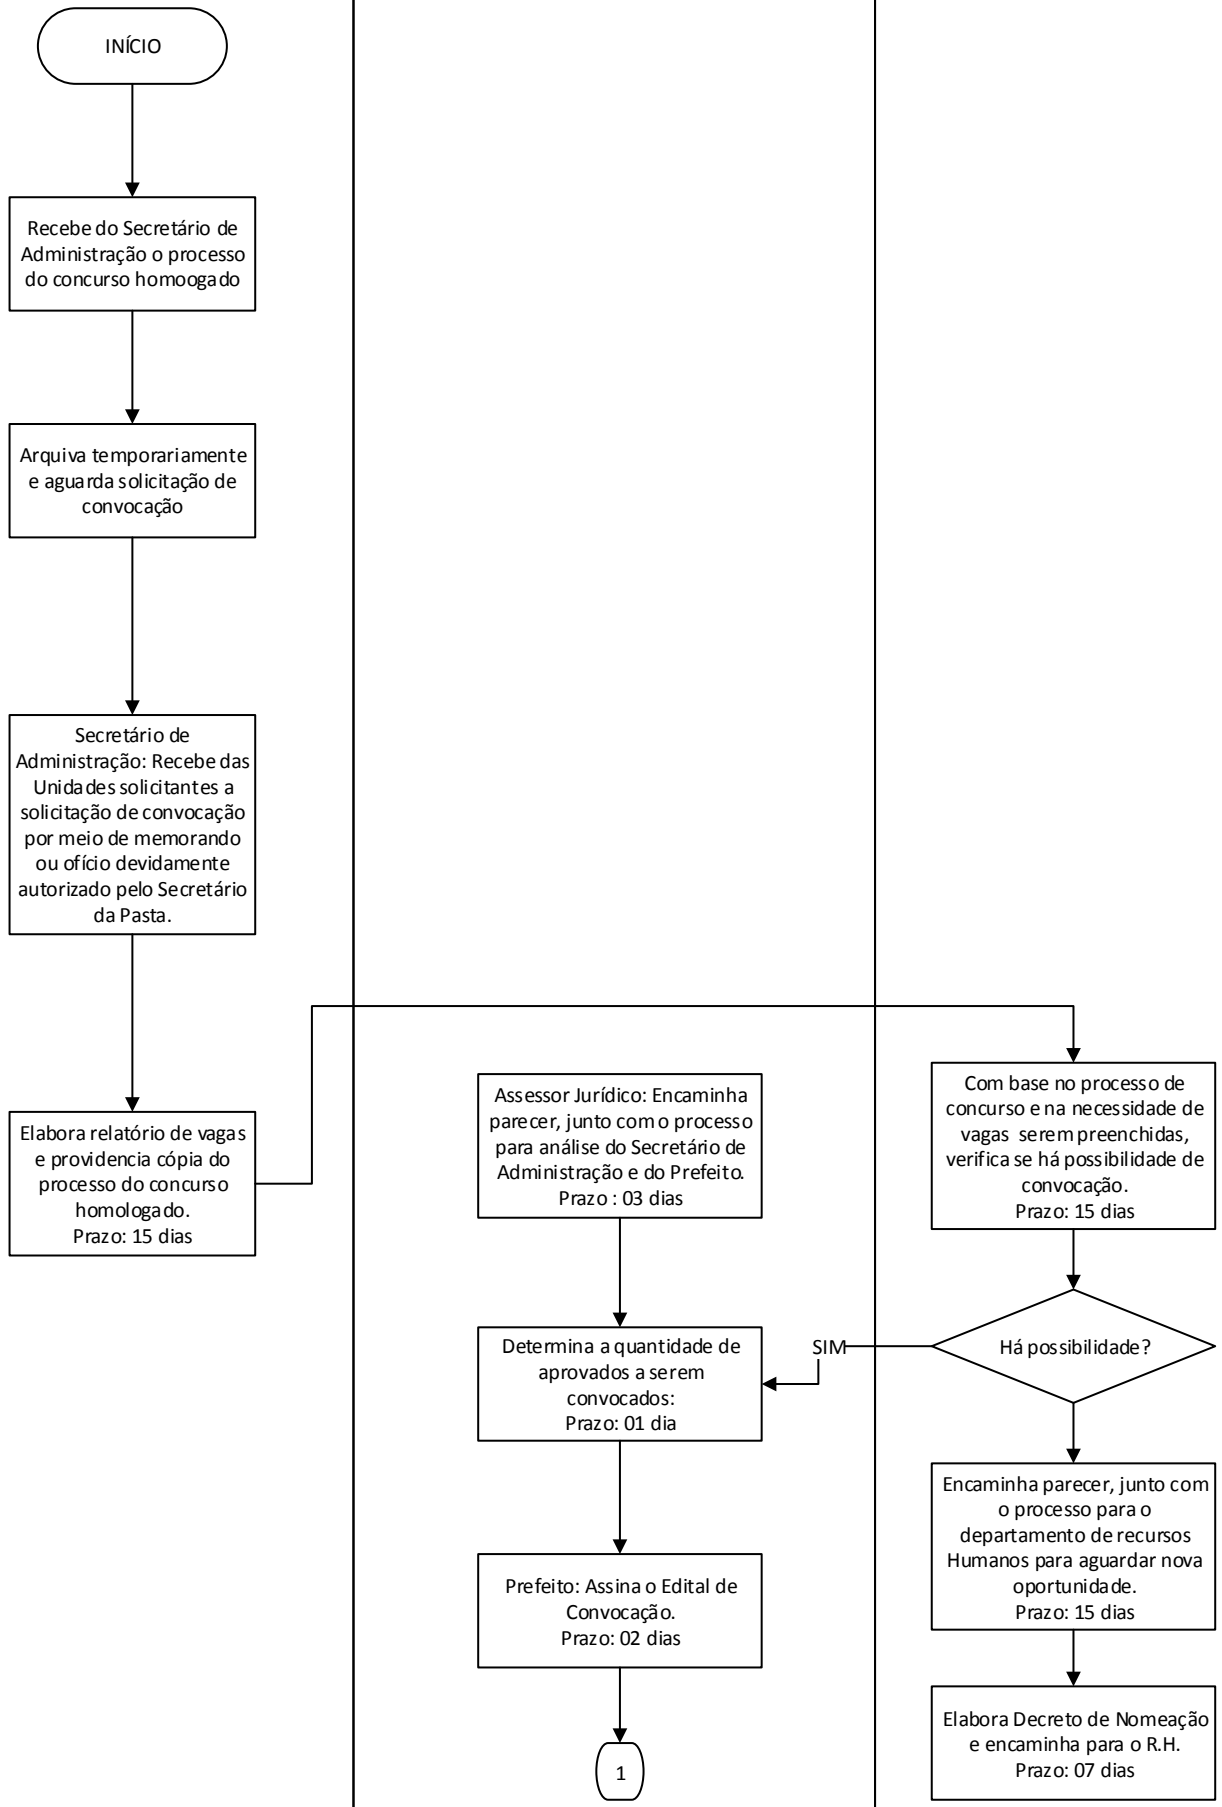 INÍCIO
Recebe do Secretário de
Administração o processo
do concurso homoogado
Arquiva temporariamente
e aguarda solicitação de
convocação
Secretário de
Administração: Recebe das
Unidades solicitantes a
solicitação de convocação
por meio de memorando
ou ofício devidamente
autorizado pelo Secretário
da Pasta.
Elabora relatório de vagas
e providencia cópia do
processo do concurso
homologado.
Prazo: 15 dias
Assessor Jurídico: Encaminha
parecer, junto com o processo
para análise do Secretário de
Administração e do Prefeito.
Prazo : 03 dias
Determina a quantidade de
aprovados a serem
convocados:
Prazo: 01 dia
Prefeito: Assina o Edital de
Convocação.
Prazo: 02 dias
1
Com base no processo de
concurso e na necessidade de
vagas serem preenchidas,
verifica se há possibilidade de
convocação.
Prazo: 15 dias
Há possibilidade?
SIM
Encaminha parecer, junto com
o processo para o
departamento de recursos
Humanos para aguardar nova
oportunidade.
Prazo: 15 dias
Elabora Decreto de Nomeação
e encaminha para o R.H.
Prazo: 07 dias